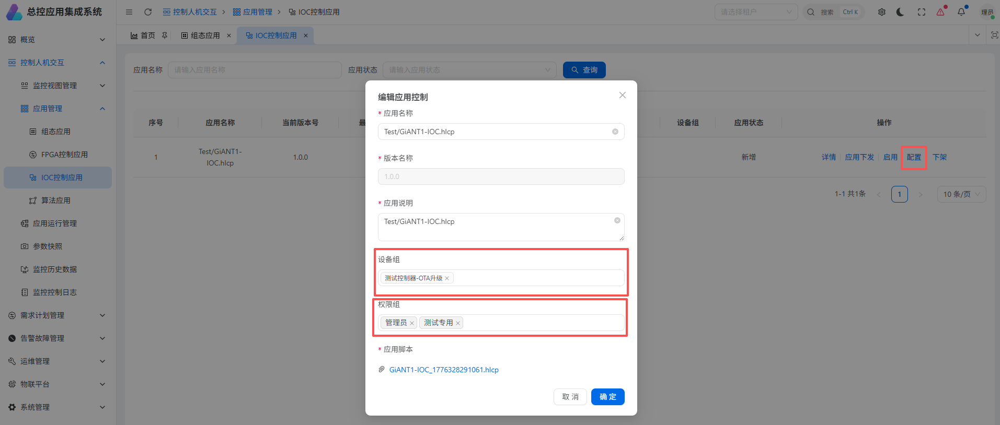 总控应用集成系统
控制人机交互 > 应用管理 > IOC控制应用
请选择租户
搜索 Ctrl K
理员
首页
组态应用
IOC控制应用
概览
控制人机交互
监控视图管理
应用管理
组态应用
FPGA控制应用
IOC控制应用
算法应用
应用运行管理
参数快照
监控历史数据
监控控制日志
需求计划管理
告警故障管理
运维管理
物联平台
系统管理
应用名称 请输入应用名称 应用状态 请输入应用状态 查询
序号 应用名称 当前版本号 最 设备组 应用状态 操作
1 Test/GiANT1-IOC.hlcp 1.0.0 新增 详情 应用下发 启用 配置 下架
1-1 共1条 < 1 > 10 条/页
编辑应用控制
* 应用名称
Test/GiANT1-IOC.hlcp
* 版本名称
1.0.0
* 应用说明
Test/GiANT1-IOC.hlcp
设备组
测试控制器-OTA升级
权限组
管理员 测试专用
* 应用脚本
GiANT1-IOC_1776328291061.hlcp
取 消 确 定